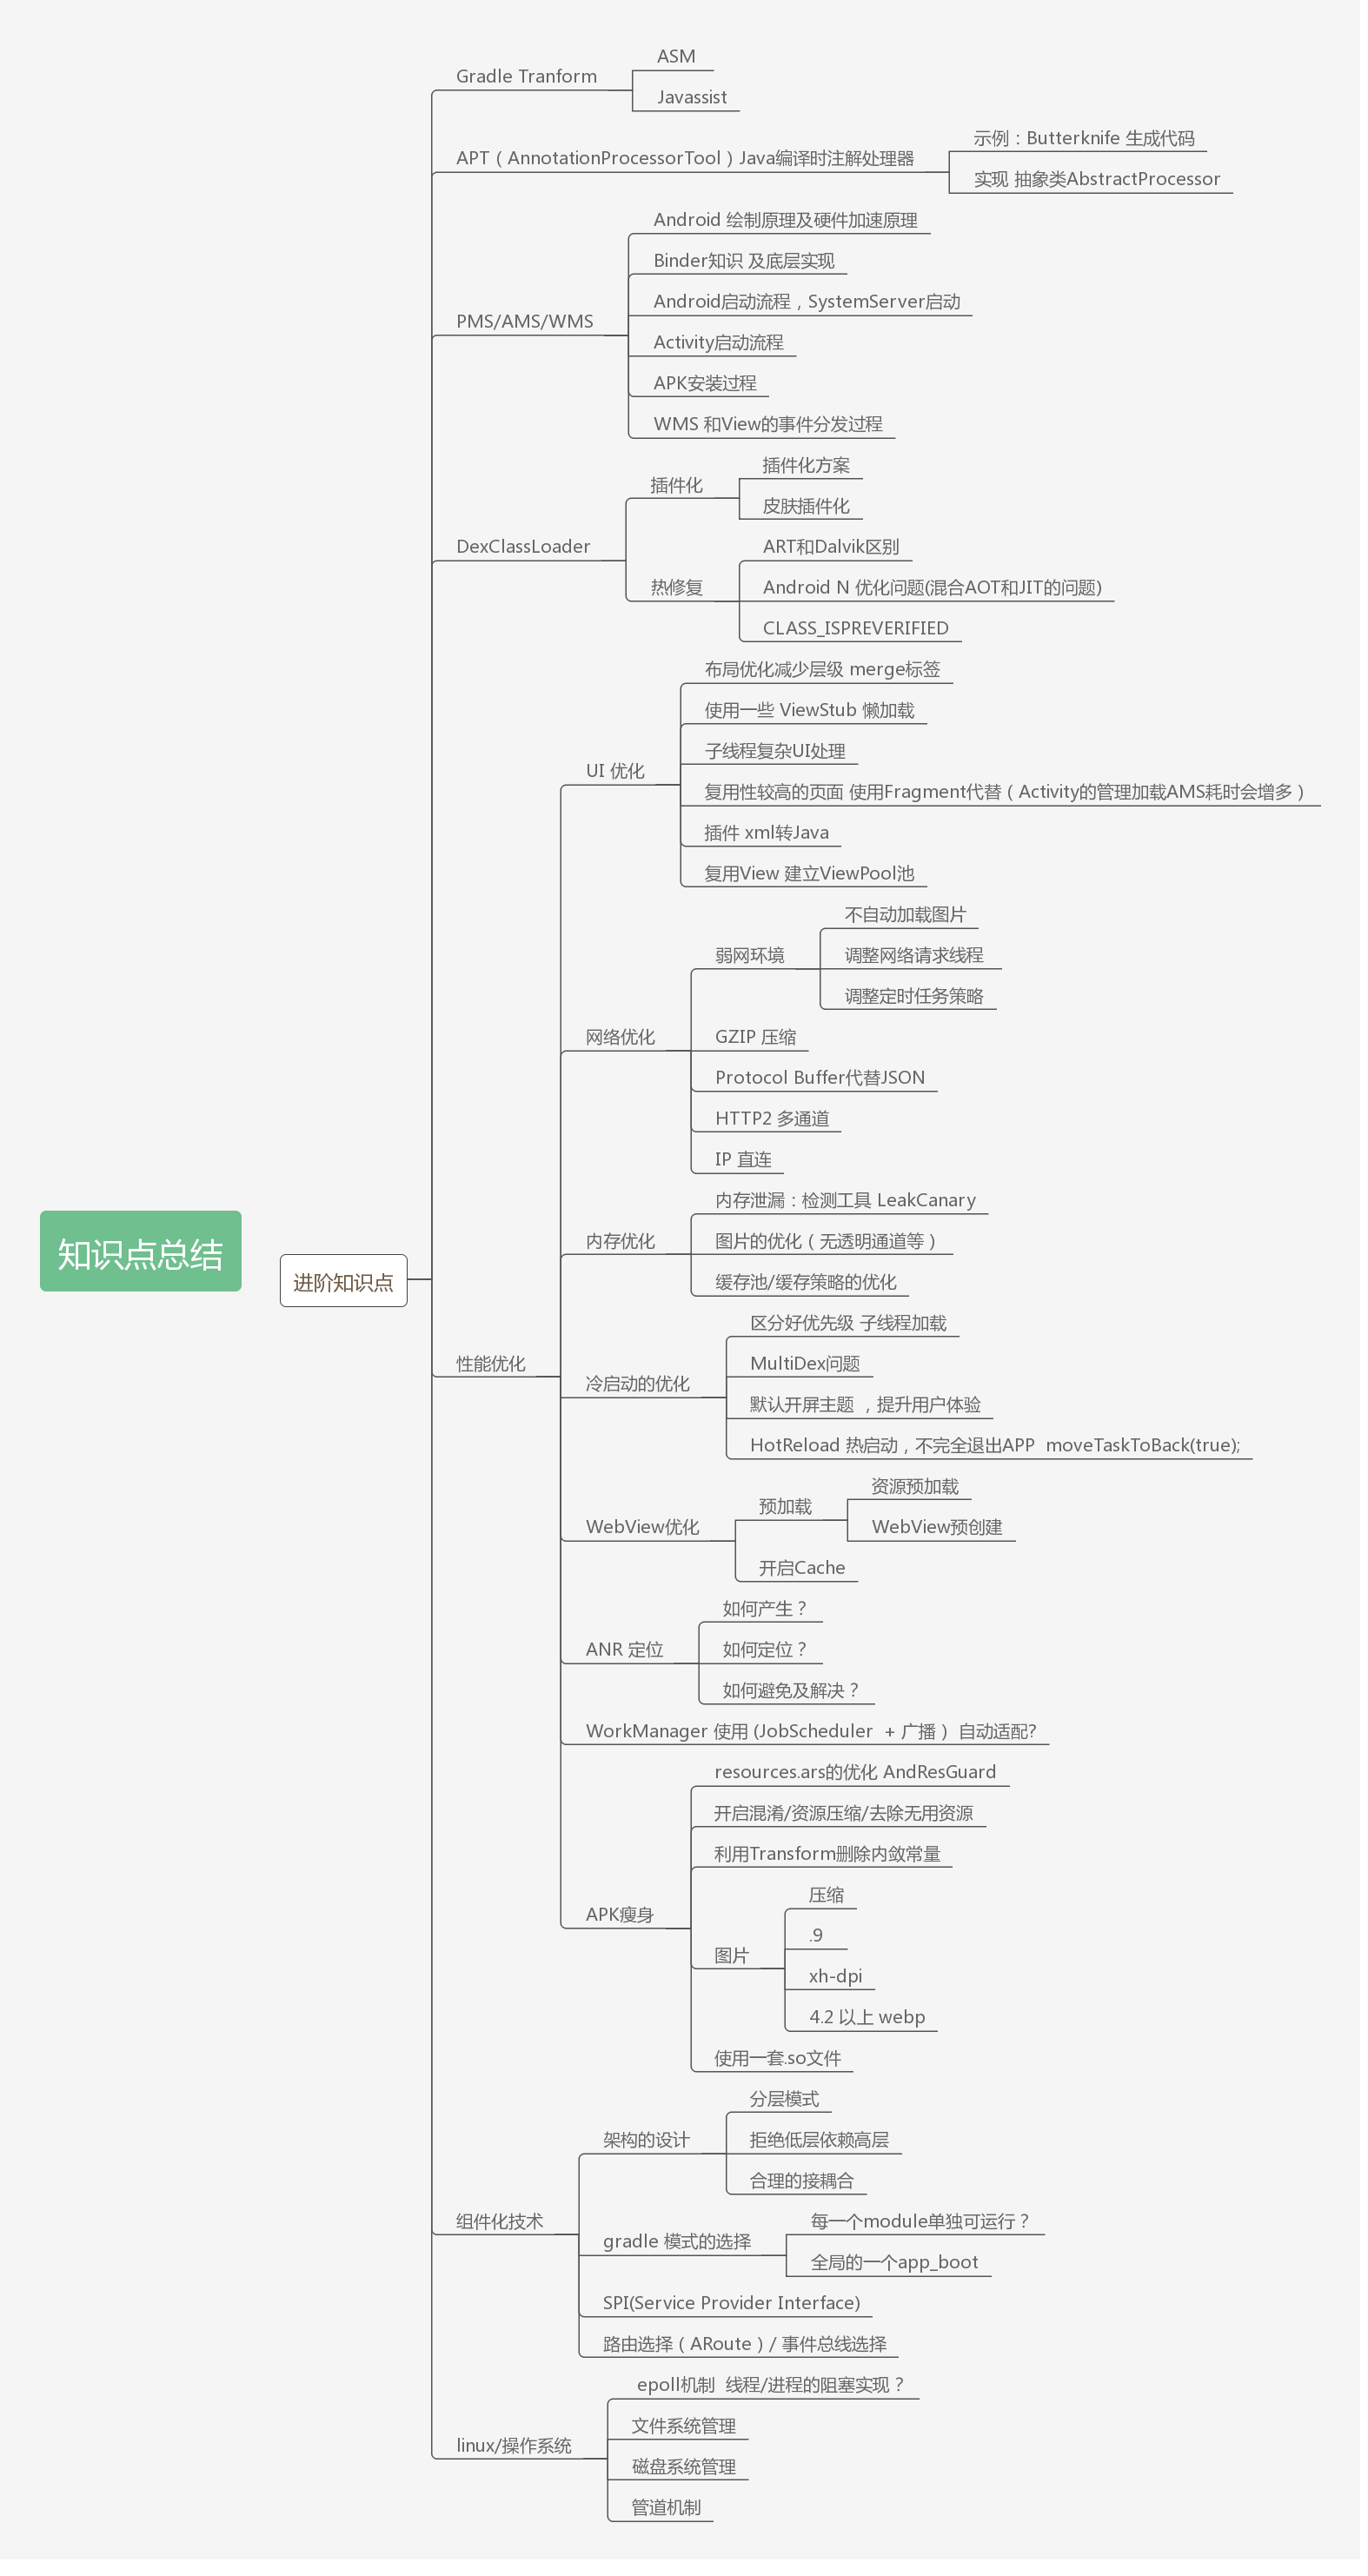 知识点总结
进阶知识点
Gradle Tranform
ASM
Javassist
APT（AnnotationProcessorTool）Java编译时注解处理器
示例：Butterknife 生成代码
实现 抽象类AbstractProcessor
PMS/AMS/WMS
Android 绘制原理及硬件加速原理
Binder知识 及底层实现
Android启动流程，SystemServer启动
Activity启动流程
APK安装过程
WMS 和View的事件分发过程
DexClassLoader
插件化
插件化方案
皮肤插件化
热修复
ART和Dalvik区别
Android N 优化问题(混合AOT和JIT的问题)
CLASS_ISPREVERIFIED
性能优化
UI 优化
布局优化减少层级 merge标签
使用一些 ViewStub 懒加载
子线程复杂UI处理
复用性较高的页面 使用Fragment代替（Activity的管理加载AMS耗时会增多）
插件 xml转Java
复用View 建立ViewPool池
网络优化
弱网环境
不自动加载图片
调整网络请求线程
调整定时任务策略
GZIP 压缩
Protocol Buffer代替JSON
HTTP2 多通道
IP 直连
内存优化
内存泄漏：检测工具 LeakCanary
图片的优化（无透明通道等）
缓存池/缓存策略的优化
冷启动的优化
区分好优先级 子线程加载
MultiDex问题
默认开屏主题 ，提升用户体验
HotReload 热启动，不完全退出APP  moveTaskToBack(true);
WebView优化
预加载
资源预加载
WebView预创建
开启Cache
ANR 定位
如何产生？
如何定位？
如何避免及解决？
WorkManager 使用 (JobScheduler  + 广播 ） 自动适配?
APK瘦身
resources.ars的优化 AndResGuard
开启混淆/资源压缩/去除无用资源
利用Transform删除内敛常量
图片
压缩
.9
xh-dpi
4.2 以上 webp
使用一套.so文件
组件化技术
架构的设计
分层模式
拒绝低层依赖高层
合理的接耦合
gradle 模式的选择
每一个module单独可运行？
全局的一个app_boot
SPI(Service Provider Interface)
路由选择（ARoute）/ 事件总线选择
linux/操作系统
epoll机制  线程/进程的阻塞实现？
文件系统管理
磁盘系统管理
管道机制